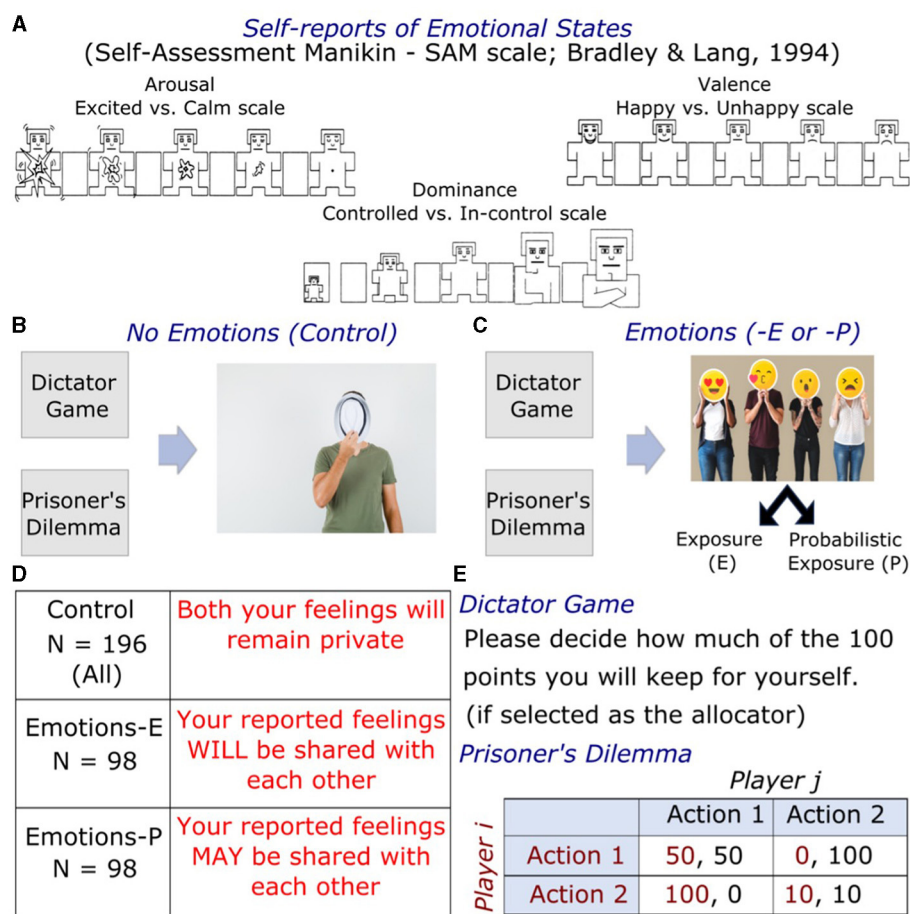 A
Self-reports of Emotional States
(Self-Assessment Manikin - SAM scale; Bradley & Lang, 1994)
Arousal
Excited vs. Calm scale
Valence
Happy vs. Unhappy scale
Dominance
Controlled vs. In-control scale
B
No Emotions (Control)
Dictator
Game
Prisoner's
Dilemma
C
Emotions (-E or -P)
Dictator
Game
Prisoner's
Dilemma
Exposure
(E)
Probabilistic
Exposure (P)
D
Control
N = 196
(All)
Both your feelings will
remain private
Emotions-E
N = 98
Your reported feelings
WILL be shared with
each other
Emotions-P
N = 98
Your reported feelings
MAY be shared with
each other
E
Dictator Game
Please decide how much of the 100
points you will keep for yourself.
(if selected as the allocator)
Prisoner's Dilemma
Player j
Player i
Action 1 Action 2
Action 1 50, 50 0, 100
Action 2 100, 0 10, 10